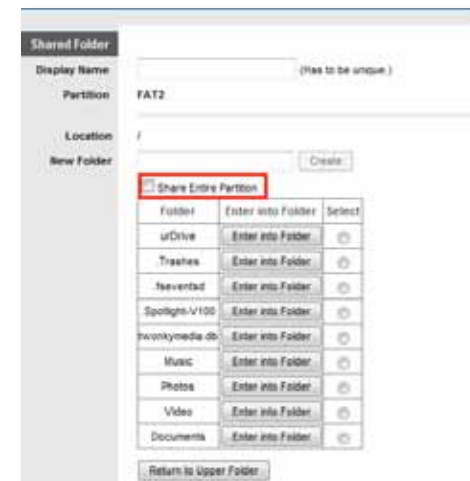 Shared Folder
Display Name (Has to be unique.)
Partition FAT2
Location /
New Folder Create
Share Entire Partition
Folder Enter into Folder Select
urDrive Enter into Folder
.Trashes Enter into Folder
.fseventsd Enter into Folder
.Spotlight-V100 Enter into Folder
twonkymedia.db Enter into Folder
Music Enter into Folder
Photos Enter into Folder
Video Enter into Folder
Documents Enter into Folder
Return to Upper Folder